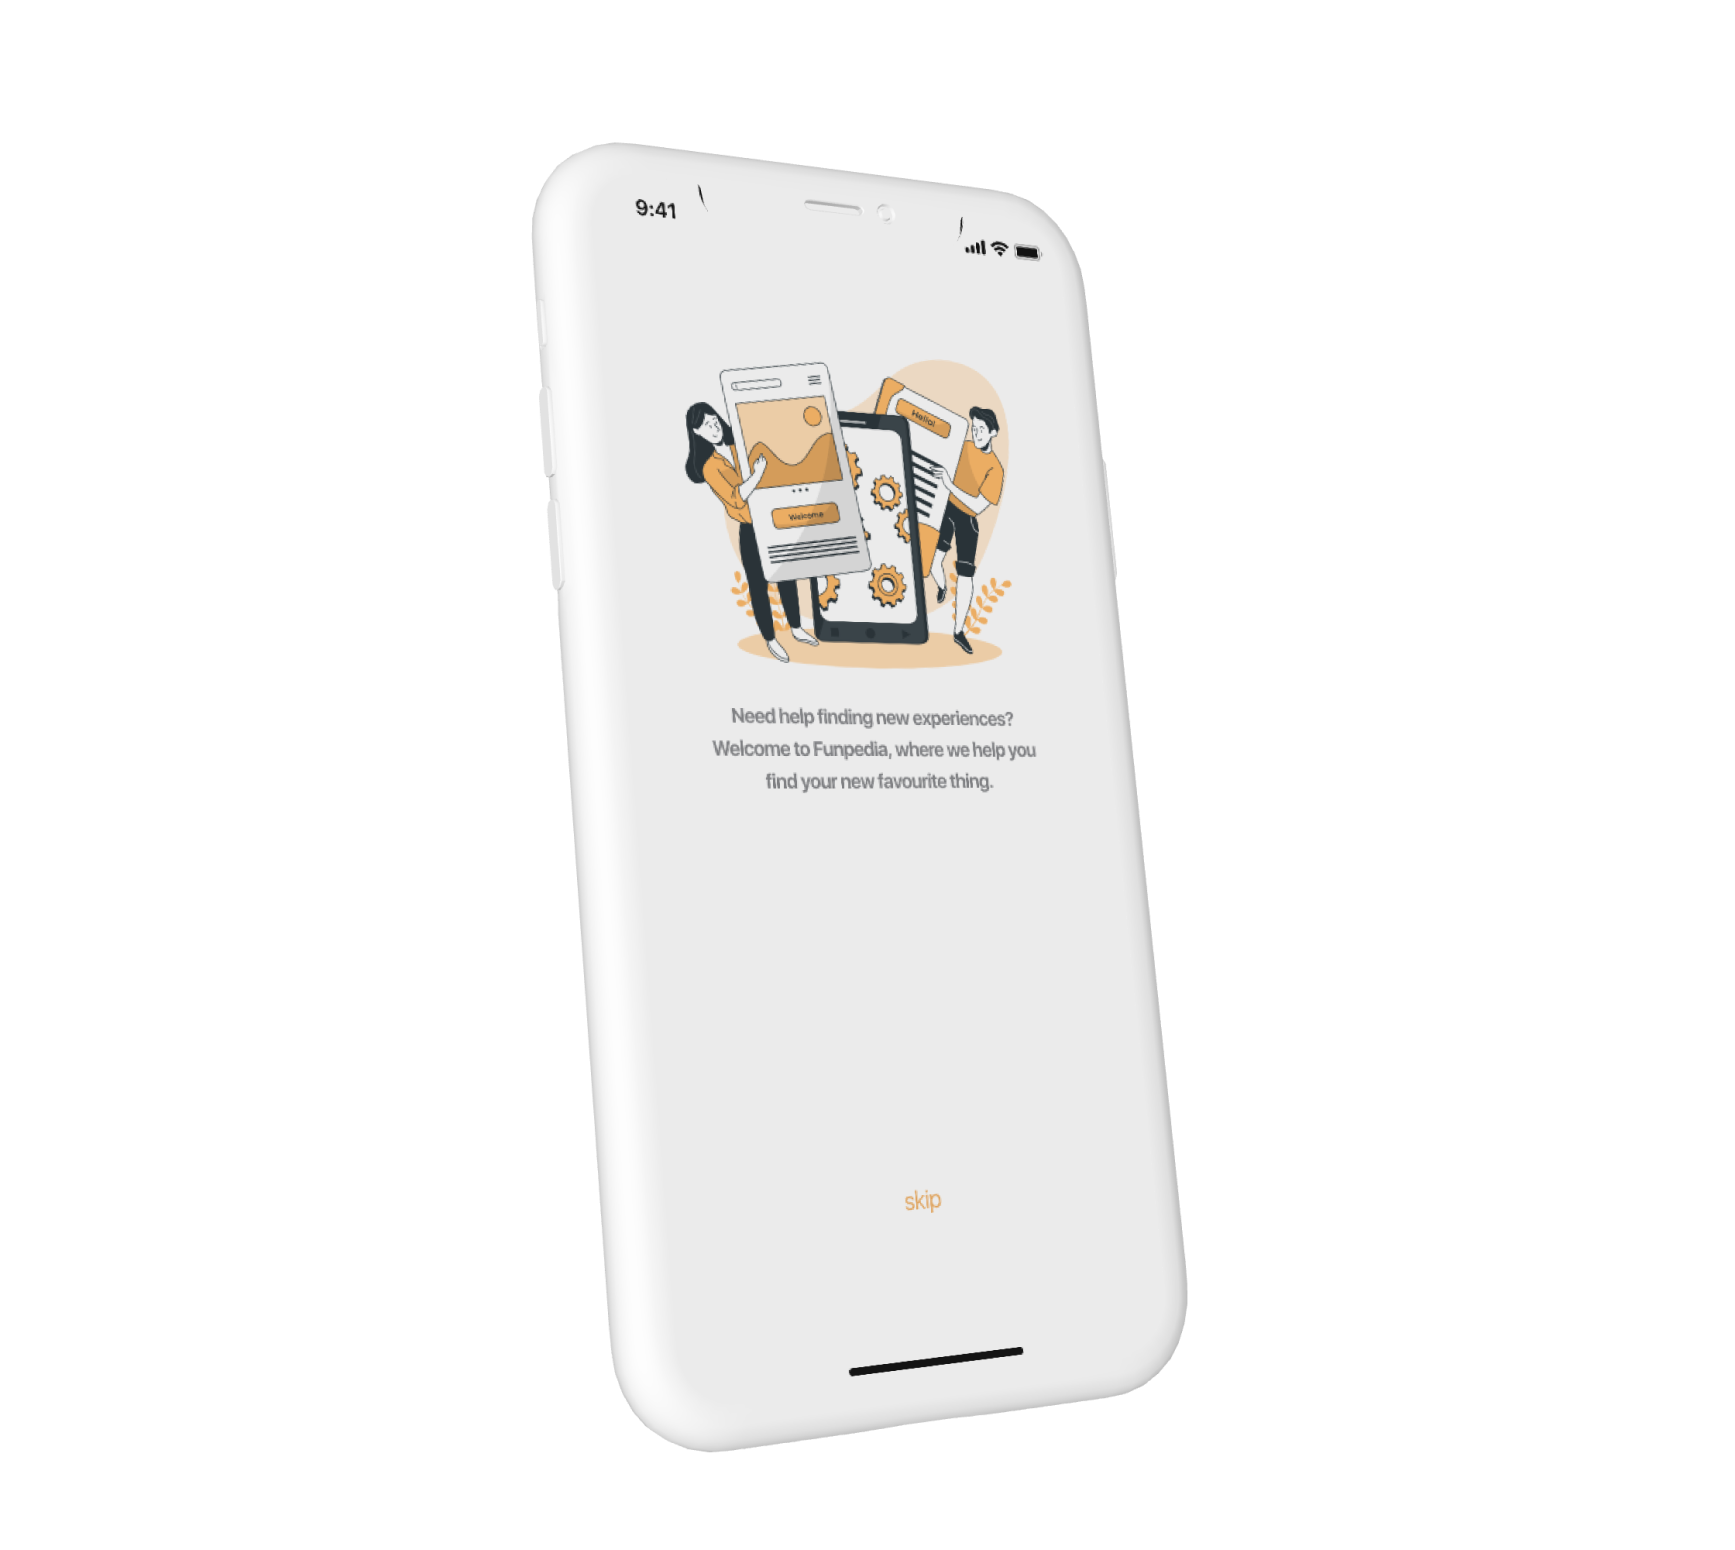 9:41
Hello!
Welcome
Need help finding new experiences?
Welcome to Funpedia, where we help you
find your new favourite thing.
skip